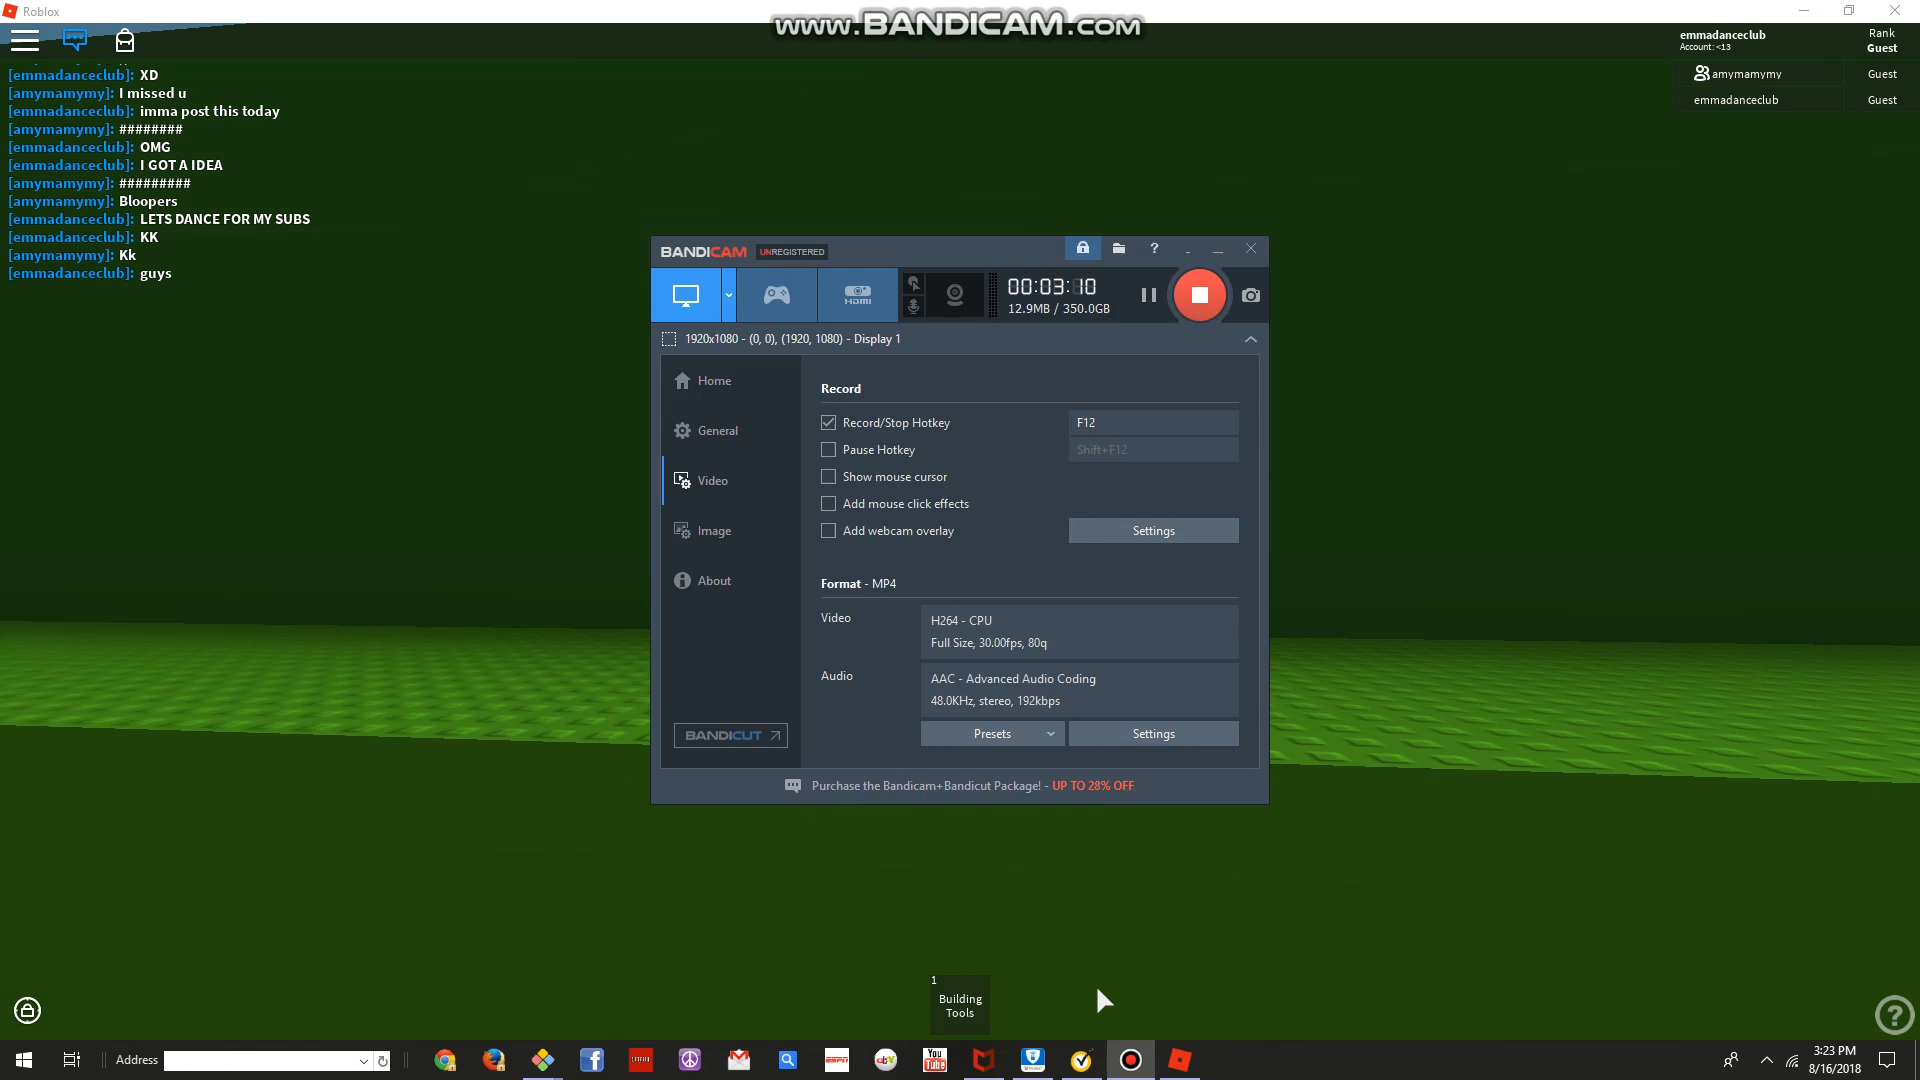 Roblox
www.BANDICAM.com
emmadanceclub
Account: <13
Rank
Guest
amymamymy
Guest
emmadanceclub
Guest
[emmadanceclub]: XD
[amymamymy]: I missed u
[emmadanceclub]: imma post this today
[amymamymy]: ########
[emmadanceclub]: OMG
[emmadanceclub]: I GOT A IDEA
[amymamymy]: #########
[amymamymy]: Bloopers
[emmadanceclub]: LETS DANCE FOR MY SUBS
[emmadanceclub]: KK
[amymamymy]: Kk
[emmadanceclub]: guys
BANDICAM UNREGISTERED
?
HDMI
00:03:10
12.9MB / 350.0GB
1920x1080 - (0, 0), (1920, 1080) - Display 1
Home
General
Video
Image
About
BANDICUT
Record
Record/Stop Hotkey
F12
Pause Hotkey
Shift+F12
Show mouse cursor
Add mouse click effects
Add webcam overlay
Settings
Format - MP4
Video
H264 - CPU
Full Size, 30.00fps, 80q
Audio
AAC - Advanced Audio Coding
48.0KHz, stereo, 192kbps
Presets
Settings
Purchase the Bandicam+Bandicut Package! - UP TO 28% OFF
1
Building
Tools
?
Address
ESPN
ebY
You
Tube
3:23 PM
8/16/2018